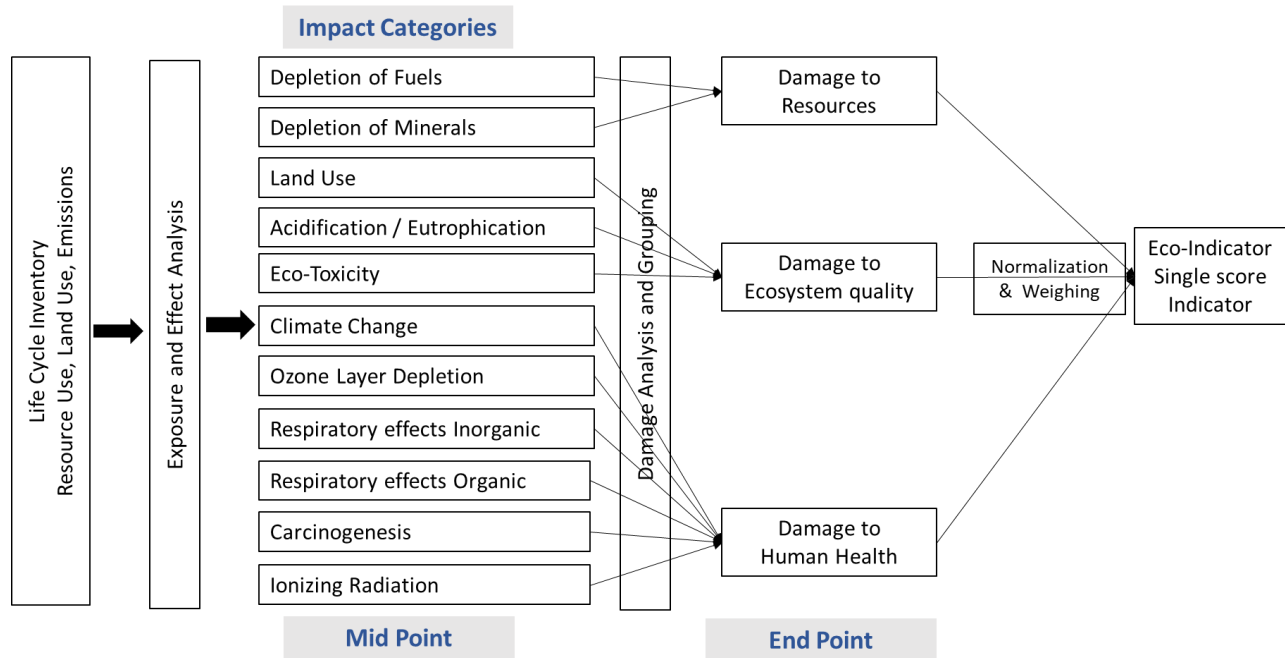 Impact Categories
Life Cycle Inventory
Resource Use, Land Use, Emissions
Exposure and Effect Analysis
Depletion of Fuels
Depletion of Minerals
Land Use
Acidification / Eutrophication
Eco-Toxicity
Climate Change
Ozone Layer Depletion
Respiratory effects Inorganic
Respiratory effects Organic
Carcinogenesis
Ionizing Radiation
Mid Point
Damage Analysis and Grouping
Damage to
Resources
Damage to
Ecosystem quality
Damage to
Human Health
End Point
Normalization
& Weighing
Eco-Indicator
Single score
Indicator